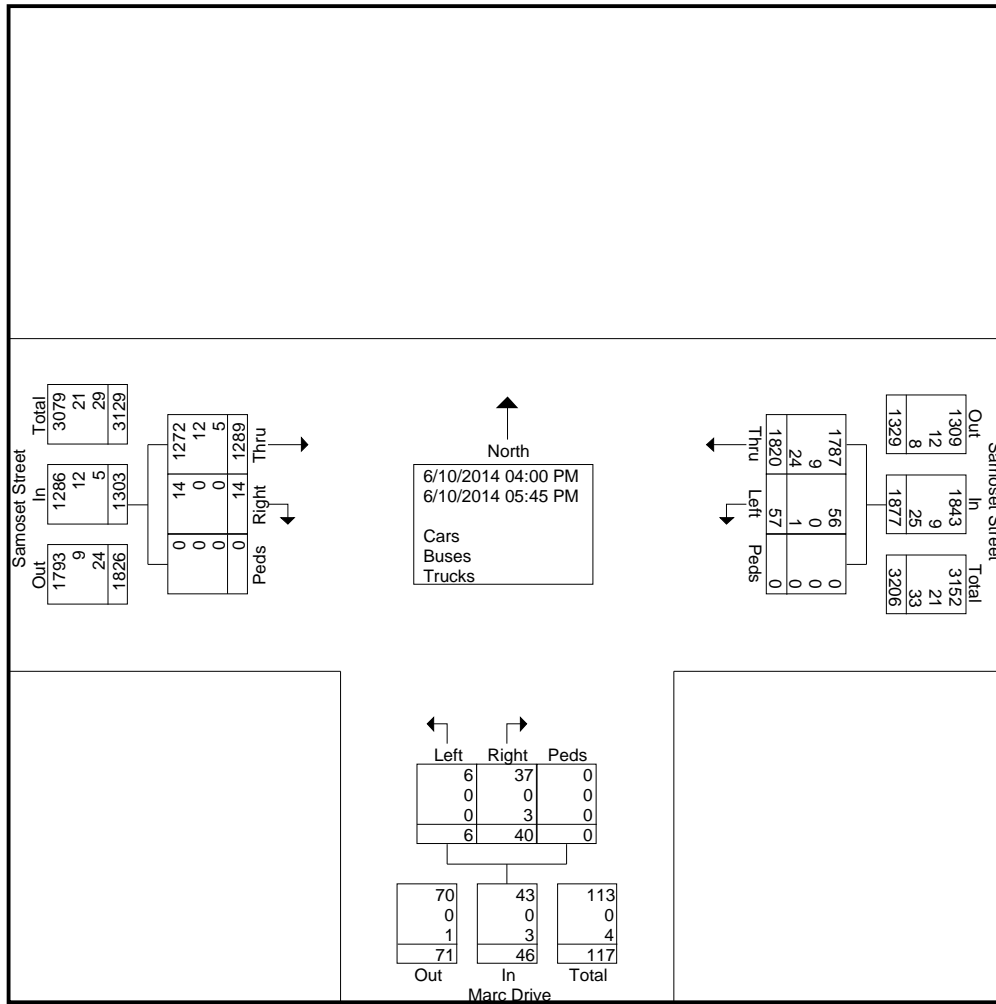 North
6/10/2014 04:00 PM
6/10/2014 05:45 PM
Cars
Buses
Trucks
Samoset Street
Total
3079
21
29
3129
In
1286
12
5
1303
Out
1793
9
24
1826
Thru
1272
12
5
1289
Right
14
0
0
14
Peds
0
0
0
0
Samoset Street
Out
1309
12
8
1329
In
1843
9
25
1877
Total
3152
21
33
3206
Thru
1787
9
24
1820
Left
56
0
1
57
Peds
0
0
0
0
Left Right Peds
6 37 0
0 0 0
0 3 0
6 40 0
70 43 113
0 0 0
1 3 4
71 46 117
Out In Total
Marc Drive